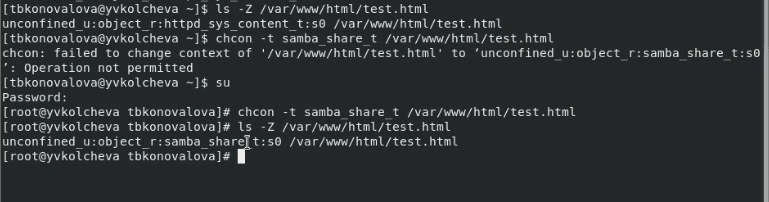 [tbkonovalova@yvkolcheva ~]$ ls -Z /var/www/html/test.html
unconfined_u:object_r:httpd_sys_content_t:s0 /var/www/html/test.html
[tbkonovalova@yvkolcheva ~]$ chcon -t samba_share_t /var/www/html/test.html
chcon: failed to change context of '/var/www/html/test.html' to ‘unconfined_u:object_r:samba_share_t:s0
’: Operation not permitted
[tbkonovalova@yvkolcheva ~]$ su
Password:
[root@yvkolcheva tbkonovalova]# chcon -t samba_share_t /var/www/html/test.html
[root@yvkolcheva tbkonovalova]# ls -Z /var/www/html/test.html
unconfined_u:object_r:samba_share_t:s0 /var/www/html/test.html
[root@yvkolcheva tbkonovalova]#